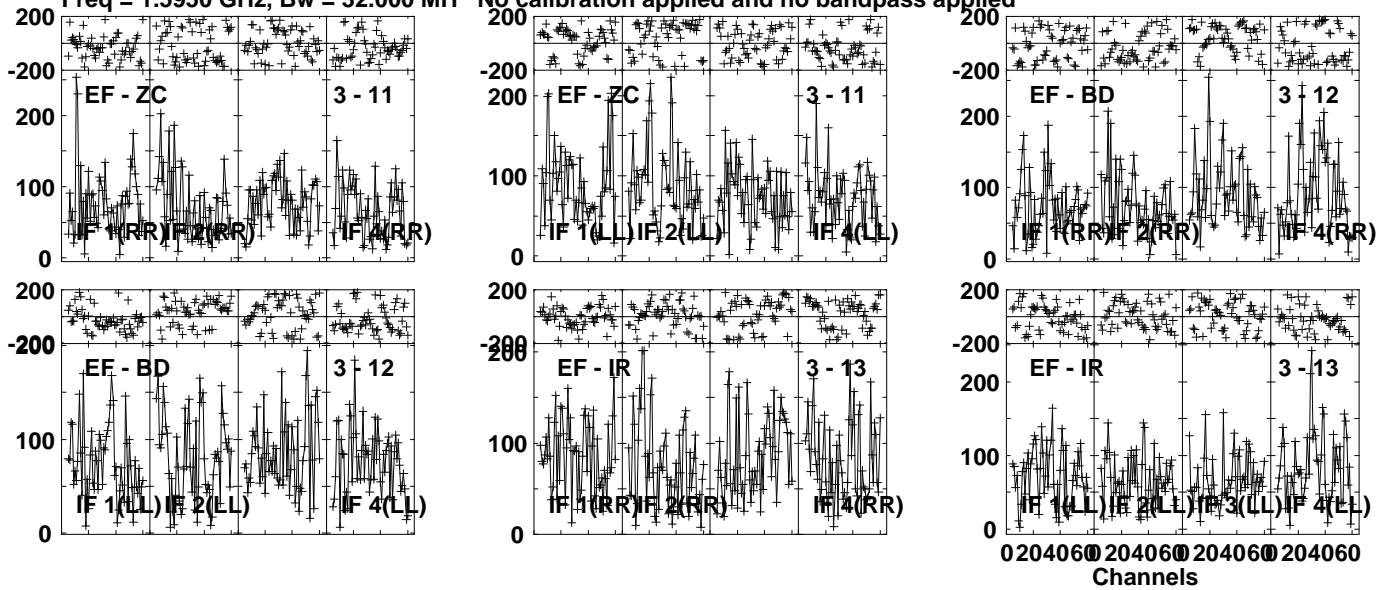 Freq = 1.5950 GHz, Bw = 32.000 MH No calibration applied and no bandpass applied
200
-200
200
100
0
EF - ZC 3 - 11
IF 1(RR) IF 2(RR) IF 4(RR)
200
-200
200
100
0
EF - ZC 3 - 11
IF 1(LL) IF 2(LL) IF 4(LL)
200
-200
200
100
0
EF - BD 3 - 12
IF 1(RR) IF 2(RR) IF 4(RR)
200
-200
200
100
0
EF - BD 3 - 12
IF 1(LL) IF 2(LL) IF 4(LL)
200
-200
200
100
0
EF - IR 3 - 13
IF 1(RR) IF 2(RR) IF 4(RR)
200
-200
200
100
0
EF - IR 3 - 13
IF 1(LL) IF 2(LL) IF 3(LL) IF 4(LL)
0 20 40 60 0 20 40 60 0 20 40 60 0 20 40 60
Channels